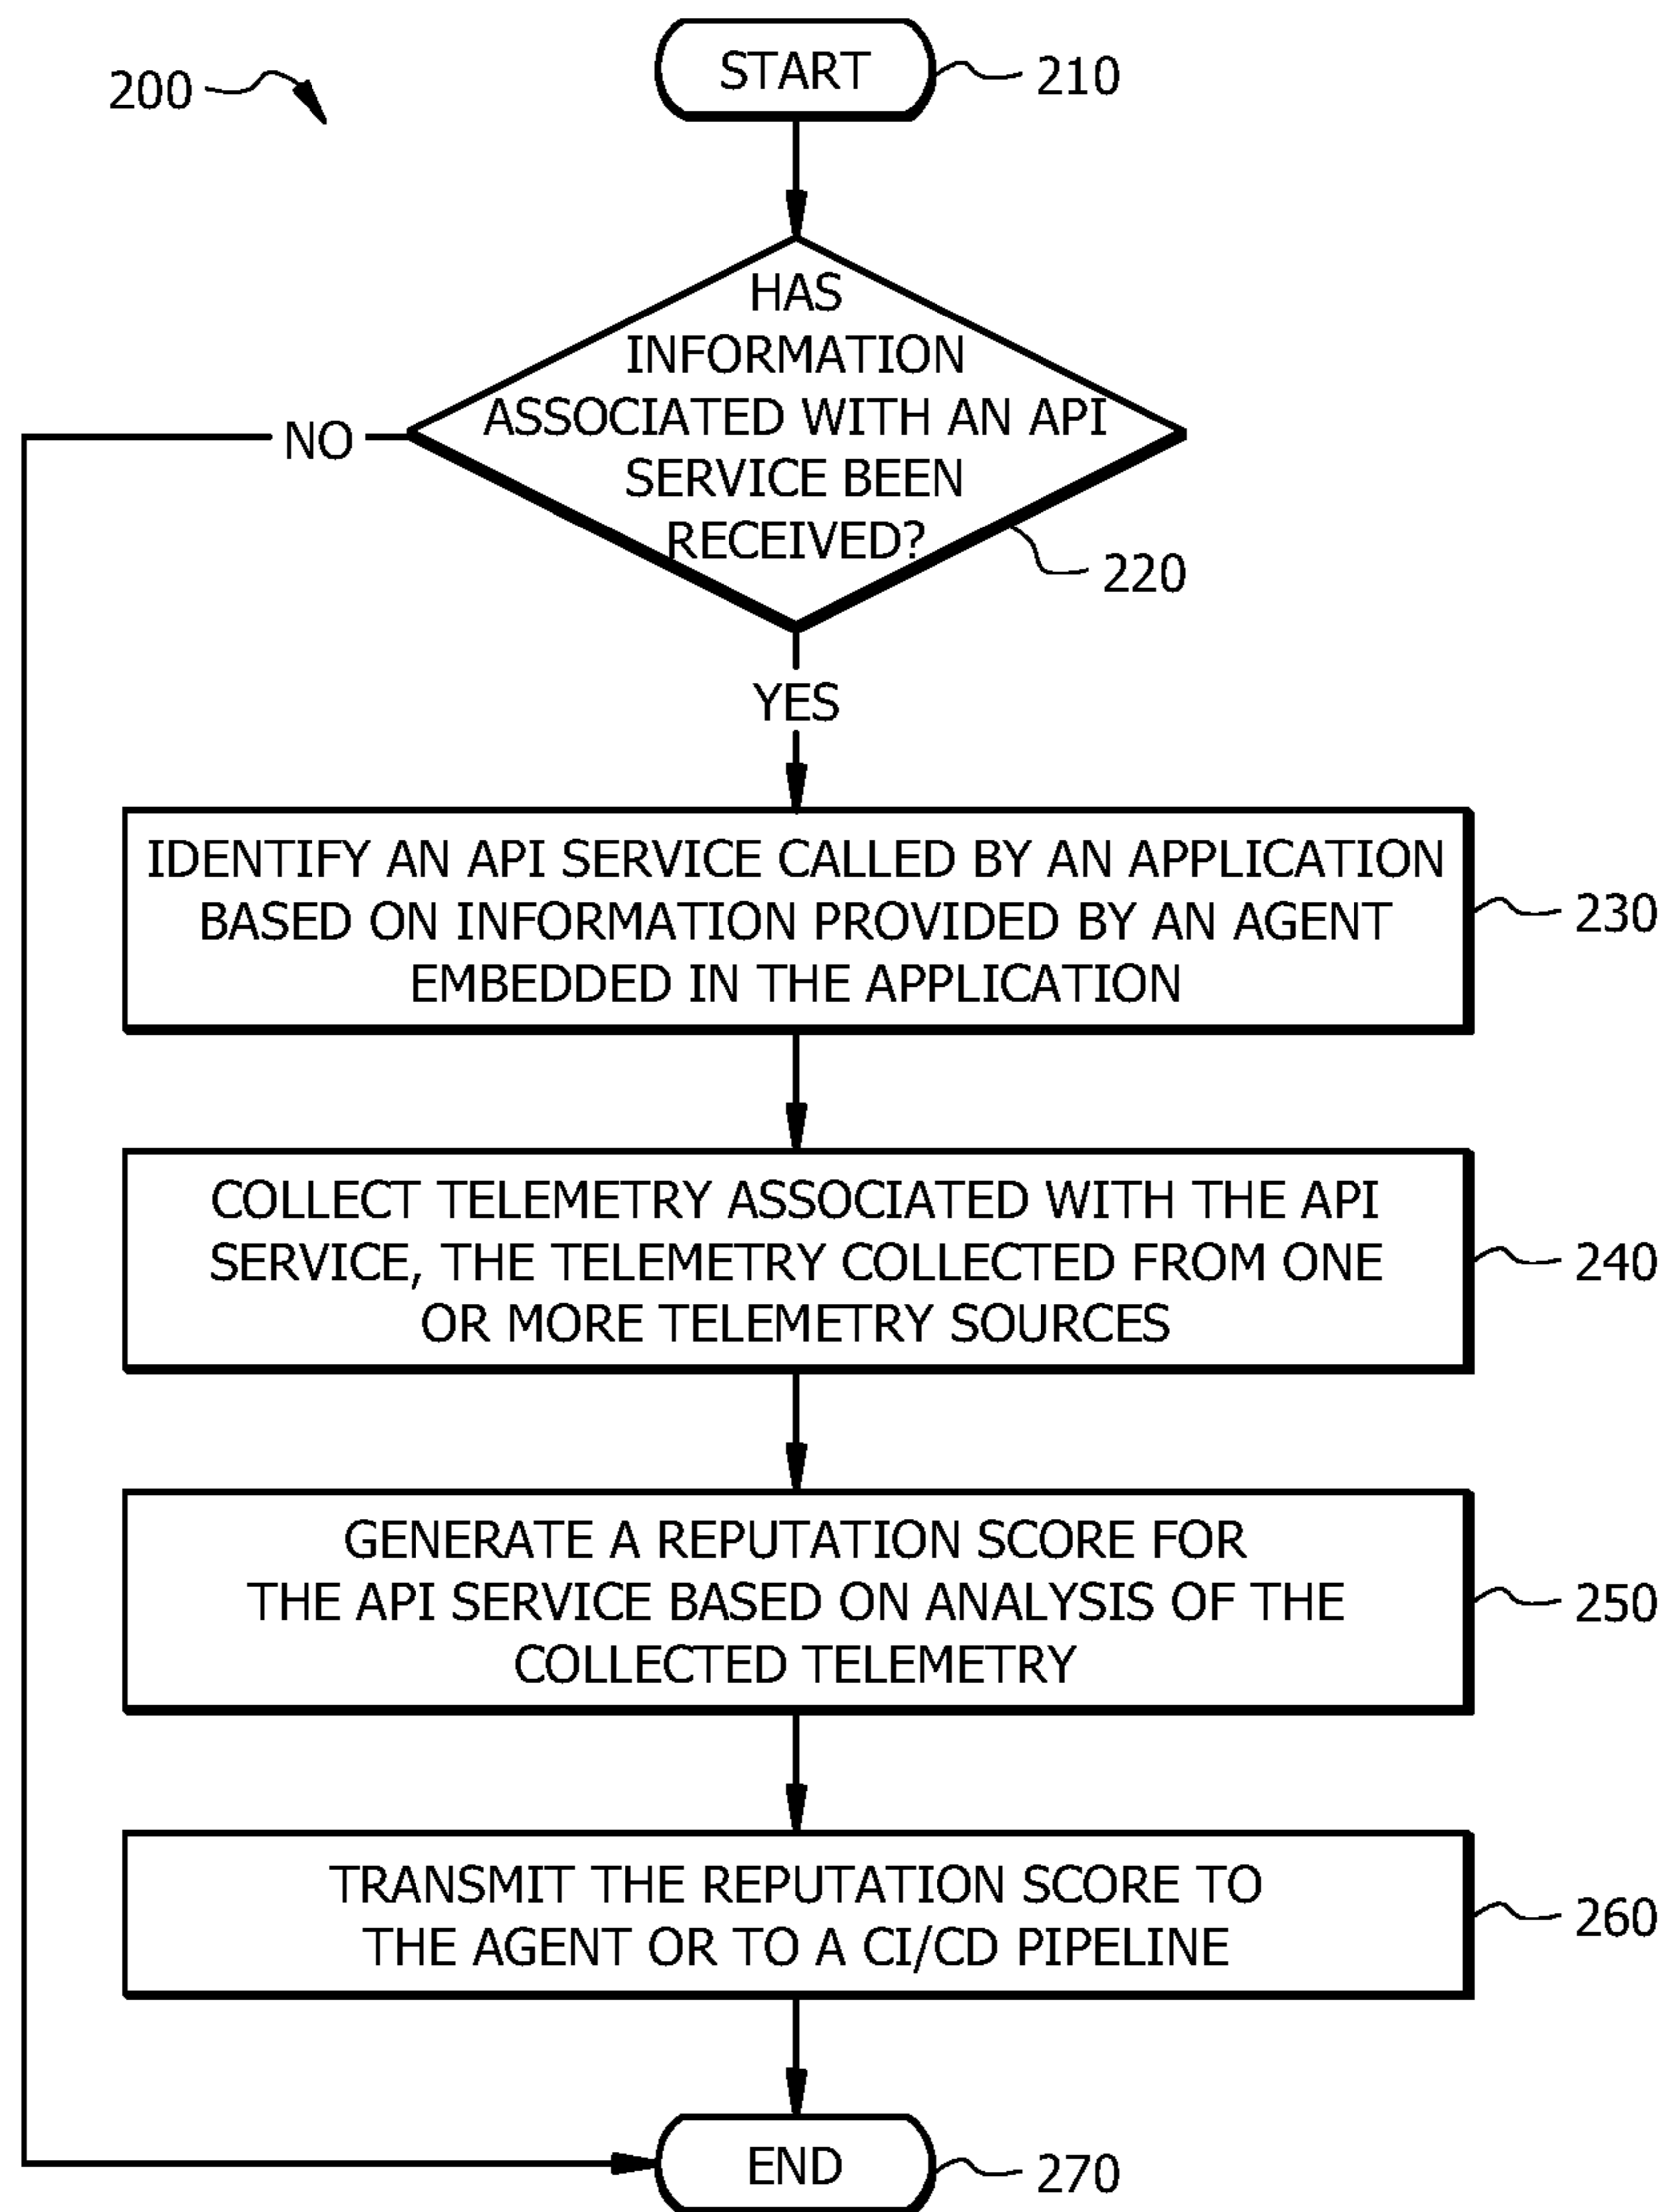 200
START
210
HAS
INFORMATION
ASSOCIATED WITH AN API
SERVICE BEEN
RECEIVED?
NO
220
YES
IDENTIFY AN API SERVICE CALLED BY AN APPLICATION
BASED ON INFORMATION PROVIDED BY AN AGENT
EMBEDDED IN THE APPLICATION
230
COLLECT TELEMETRY ASSOCIATED WITH THE API
SERVICE, THE TELEMETRY COLLECTED FROM ONE
OR MORE TELEMETRY SOURCES
240
GENERATE A REPUTATION SCORE FOR
THE API SERVICE BASED ON ANALYSIS OF THE
COLLECTED TELEMETRY
250
TRANSMIT THE REPUTATION SCORE TO
THE AGENT OR TO A CI/CD PIPELINE
260
END
270